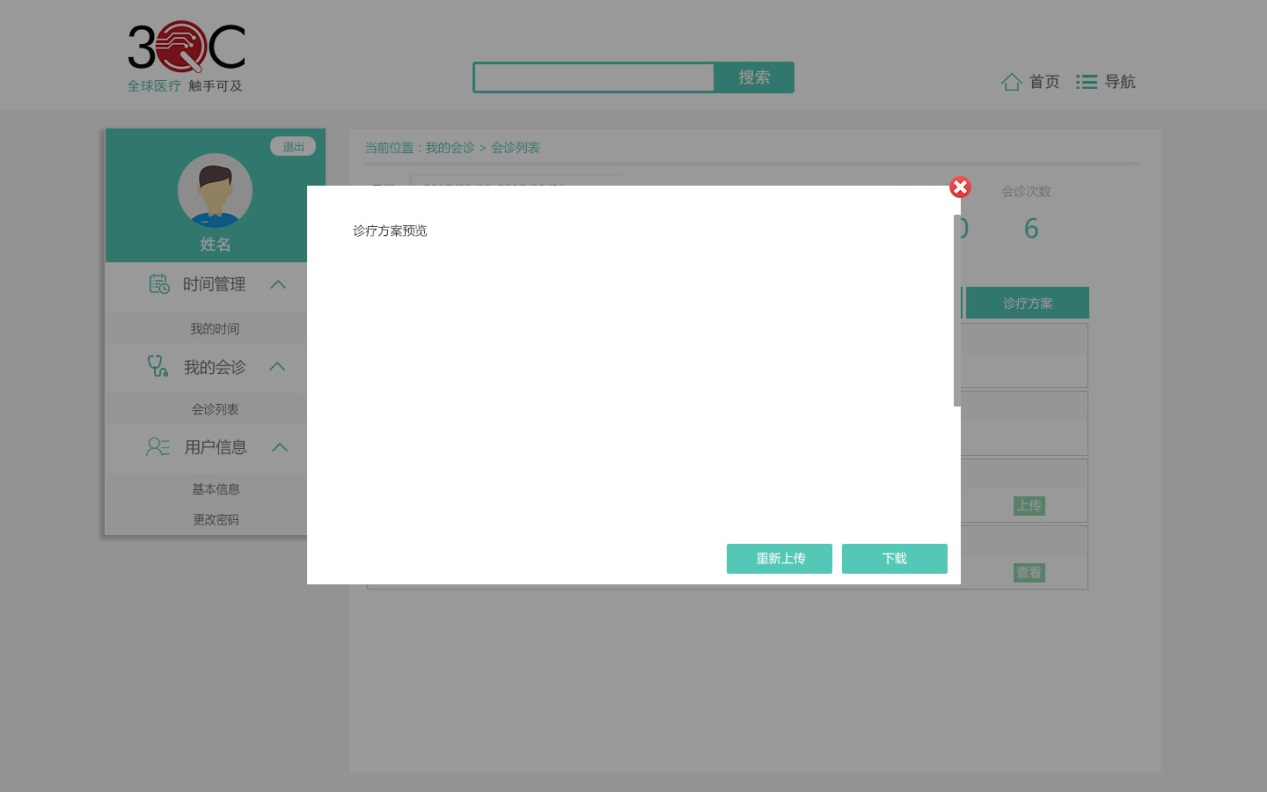 3QC
全球医疗 触手可及
搜索
首页
导航
退出
姓名
时间管理
我的时间
我的会诊
会诊列表
用户信息
基本信息
更改密码
当前位置：我的会诊 > 会诊列表
会诊次数
6
诊疗方案
上传
查看
诊疗方案预览
重新上传
下载